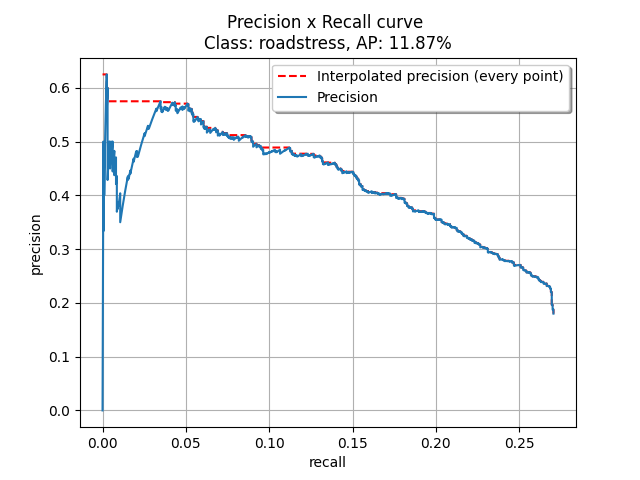 Precision x Recall curve
Class: roadstress, AP: 11.87%
Interpolated precision (every point)
Precision
0.6
0.5
0.4
0.3
0.2
0.1
0.0
precision
0.00 0.05 0.10 0.15 0.20 0.25
recall